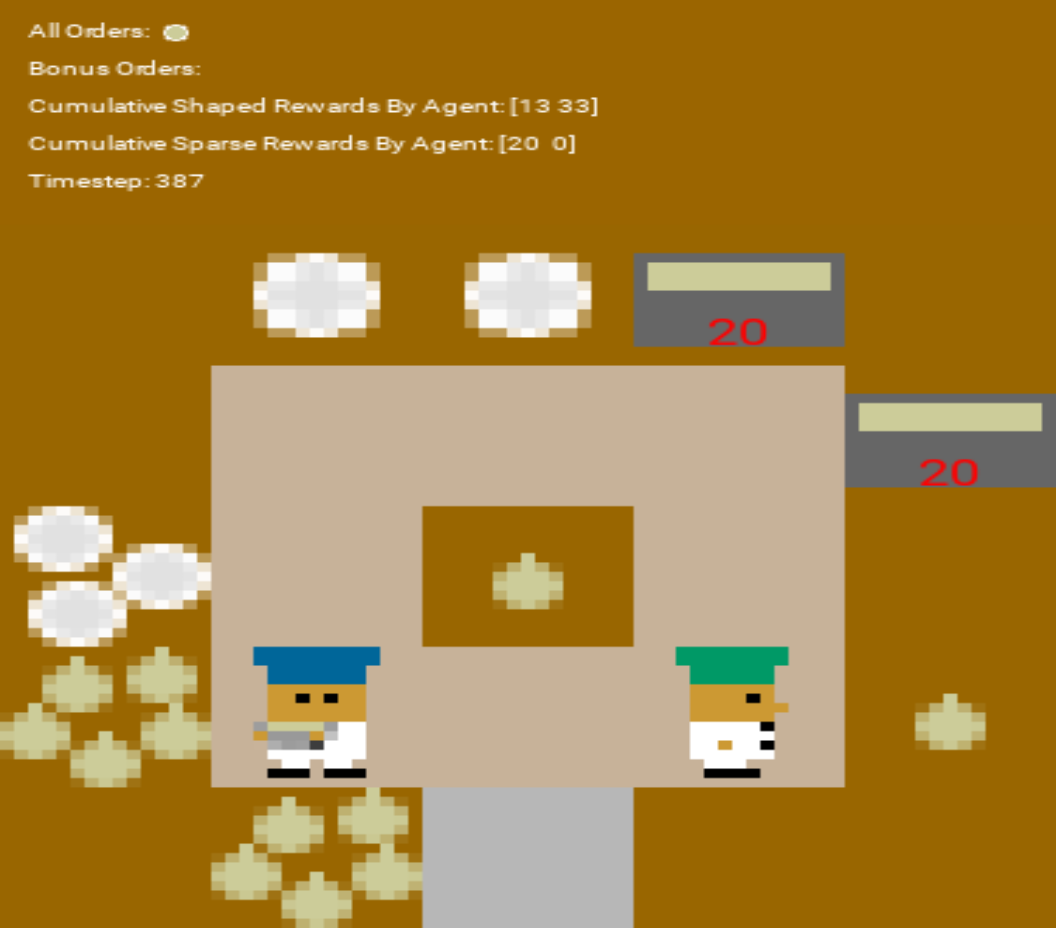 All Orders:
Bonus Orders:
Cumulative Shaped Rewards By Agent: [13 33]
Cumulative Sparse Rewards By Agent: [20  0]
Timestep: 387
20
20